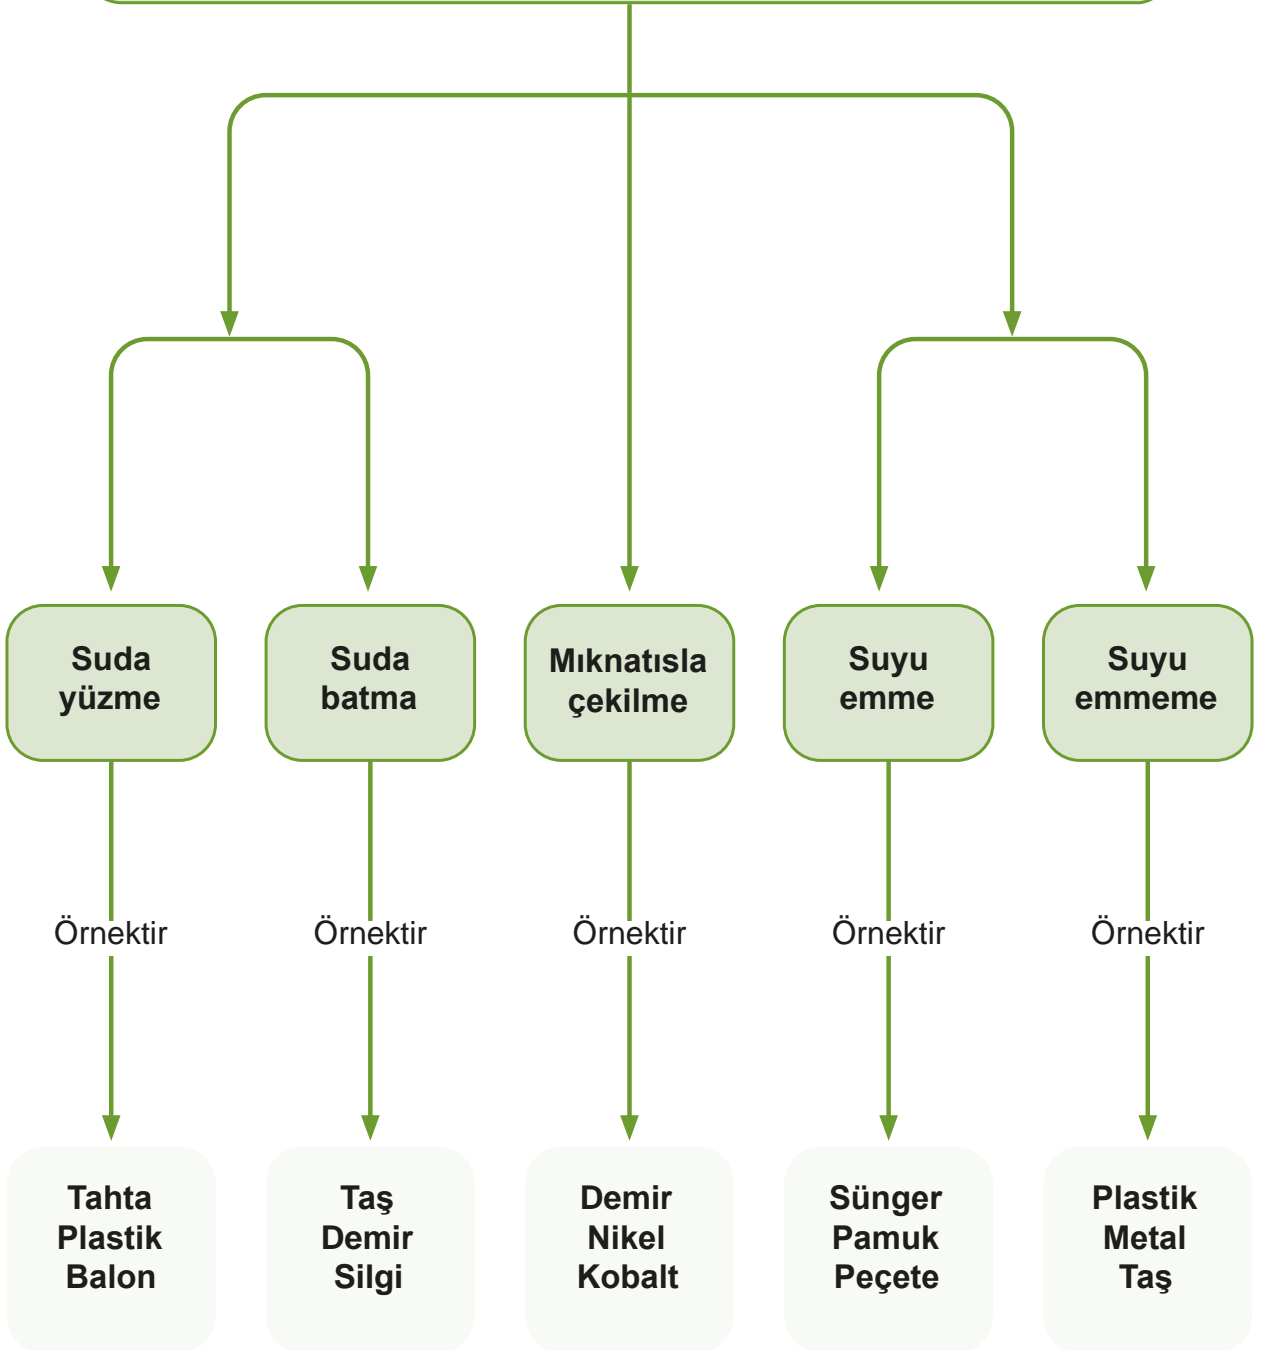 Suda
yüzme
Suda
batma
Mıknatısla
çekilme
Suyu
emme
Suyu
emmeme
Örnektir
Örnektir
Örnektir
Örnektir
Örnektir
Tahta
Plastik
Balon
Taş
Demir
Silgi
Demir
Nikel
Kobalt
Sünger
Pamuk
Peçete
Plastik
Metal
Taş